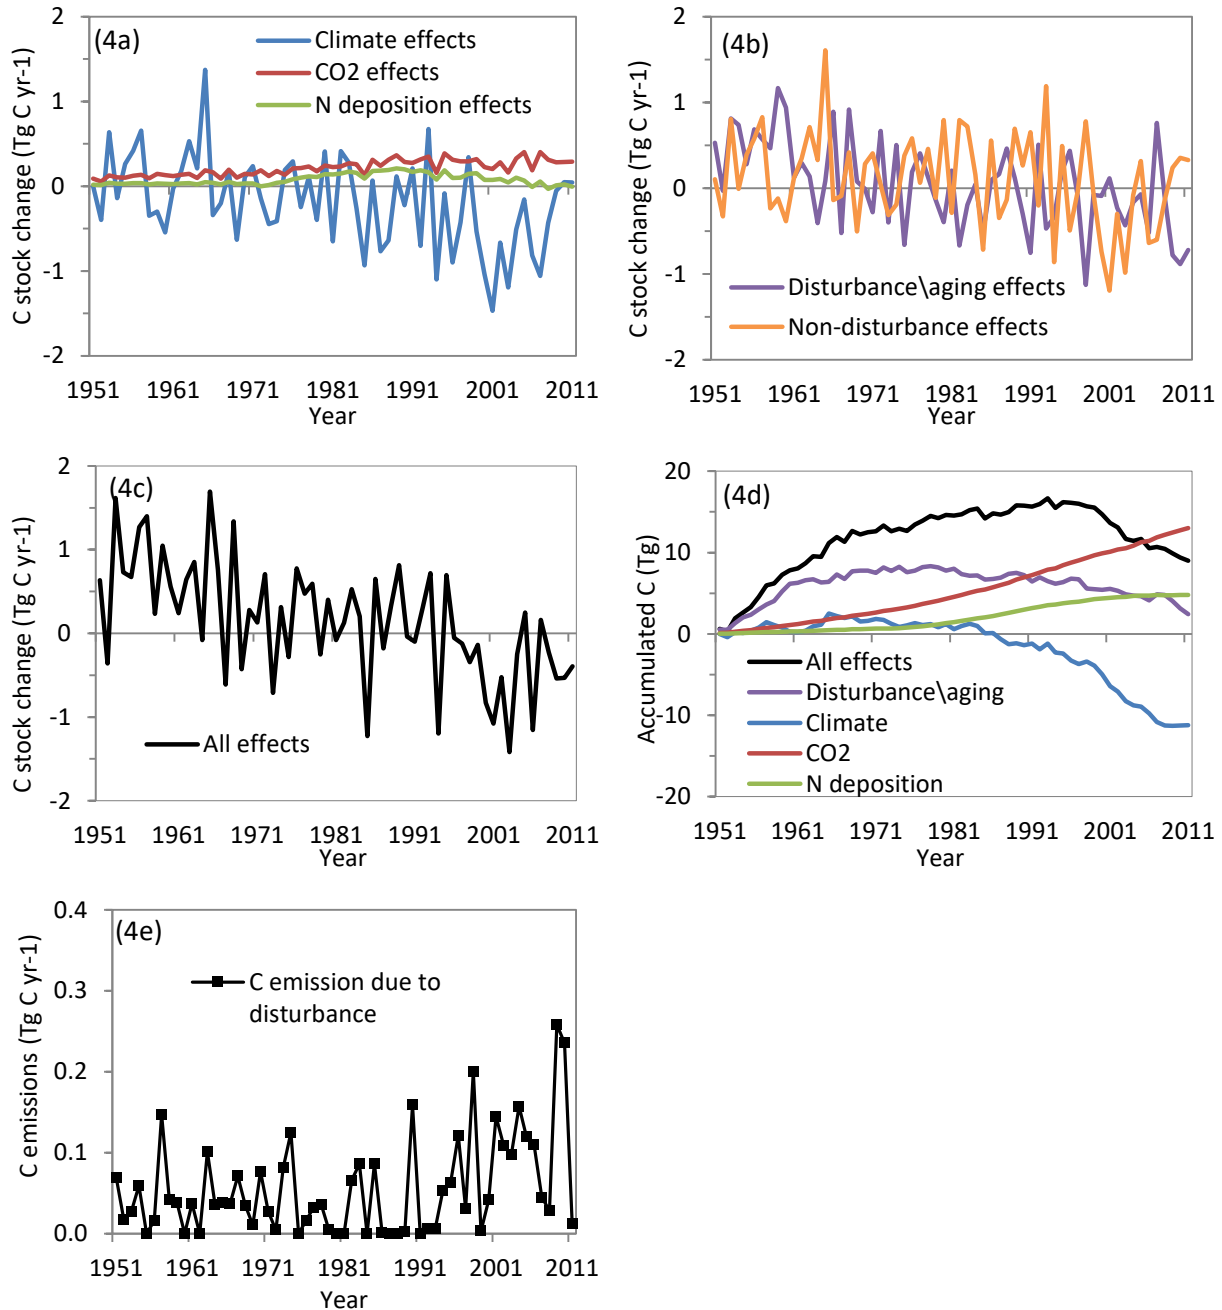 (4a)
Climate effects
CO2 effects
N deposition effects
C stock change (Tg C yr-1)
2
1
0
-1
-2
1951 1961 1971 1981 1991 2001 2011
Year
(4b)
Disturbance\aging effects
Non-disturbance effects
C stock change (Tg C yr-1)
2
1
0
-1
-2
1951 1961 1971 1981 1991 2001 2011
Year
(4c)
All effects
C stock change (Tg C yr-1)
2
1
0
-1
-2
1951 1961 1971 1981 1991 2001 2011
Year
(4d)
All effects
Disturbance\aging
Climate
CO2
N deposition
Accumulated C (Tg)
20
10
0
-10
-20
1951 1961 1971 1981 1991 2001 2011
Year
(4e)
C emission due to
disturbance
C emissions (Tg C yr-1)
0.4
0.3
0.2
0.1
0.0
1951 1961 1971 1981 1991 2001 2011
Year